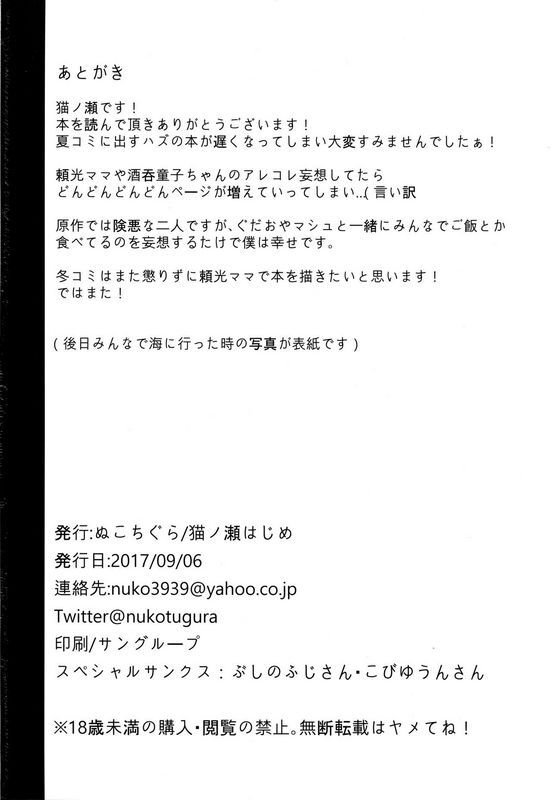 あとがき
猫ノ瀬です！
本を読んで頂きありがとうございます！
夏コミに出すハズの本が遅くなってしまい大変すみませんでしたぁ！
頼光ママや酒呑童子ちゃんのアレコレ妄想してたら
どんどんどんどんページが増えていってしまい...( 言い訳
原作では険悪な二人ですが、ぐだおやマシュと一緒にみんなでご飯とか
食べてるのを妄想するたけで僕は幸せです。
冬コミはまた懲りずに頼光ママで本を描きたいと思います！
ではまた！
( 後日みんなで海に行った時の写真が表紙です )
発行:ぬこちぐら/猫ノ瀬はじめ
発行日:2017/09/06
連絡先:nuko3939@yahoo.co.jp
Twitter@nukotugura
印刷/サングループ
スペシャルサンクス：ぷしのふじさん・こびゆうんさん
※18歳未満の購入・閲覧の禁止。無断転載はヤメてね！